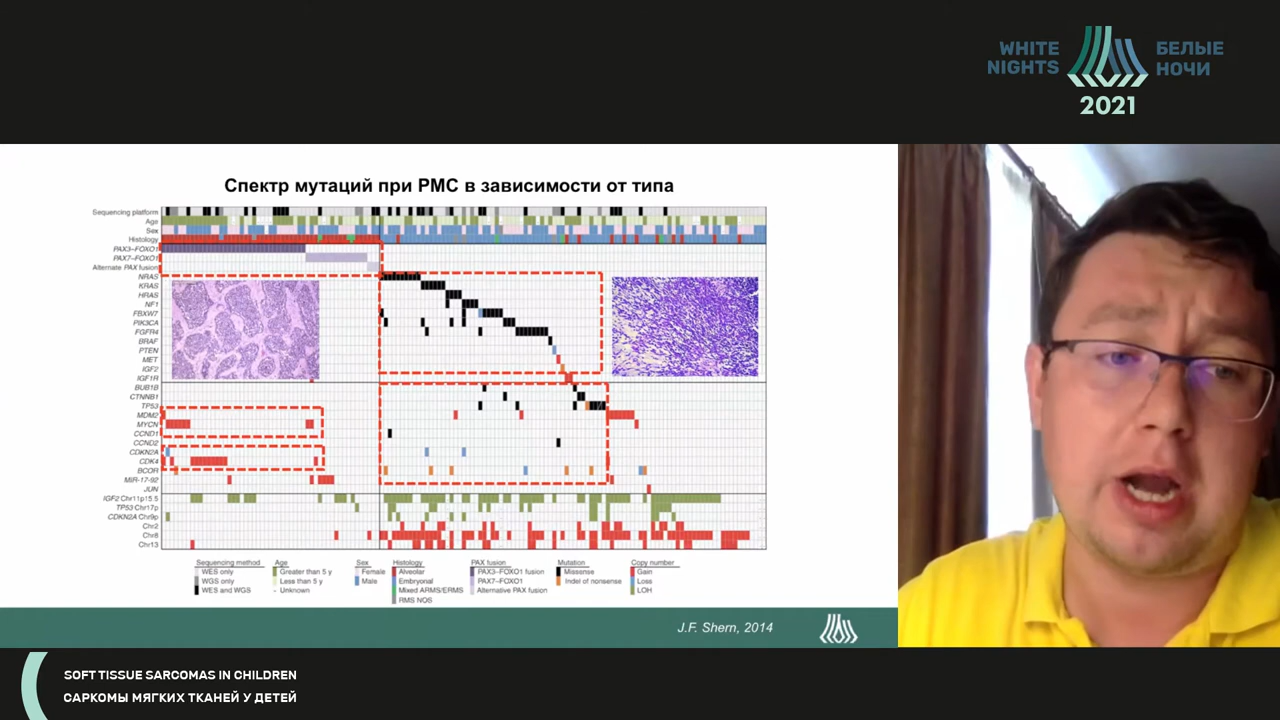 WHITE NIGHTS
БЕЛЫЕ НОЧИ
2021
Спектр мутаций при РМС в зависимости от типа
Sequencing platform
Age
Sex
Histology
PAX3–FOXO1
PAX7–FOXO1
Alternate PAX fusion
NRAS
KRAS
HRAS
NF1
FBXW7
PIK3CA
FGFR4
BRAF
PTEN
MET
IGF2
IGF1R
BUB1B
CTNNB1
TP53
MDM2
MYCN
CCND1
CCND2
CDKN2A
CDK4
BCOR
MIR-17-92
JUN
IGF2 Chr11p15.5
TP53 Chr17p
CDKN2A Chr9p
Chr2
Chr8
Chr13
Sequencing method
WES only
WGS only
WES and WGS
Age
Greater than 5 y
Less than 5 y
Unknown
Sex
Female
Male
Histology
Alveolar
Embryonal
Mixed ARMS/ERMS
RMS NOS
PAX fusion
PAX3–FOXO1 fusion
PAX7–FOXO1
Alternative PAX fusion
Mutation
Missense
Indel of nonsense
Copy number
Gain
Loss
LOH
J.F. Shern, 2014
SOFT TISSUE SARCOMAS IN CHILDREN
САРКОМЫ МЯГКИХ ТКАНЕЙ У ДЕТЕЙ